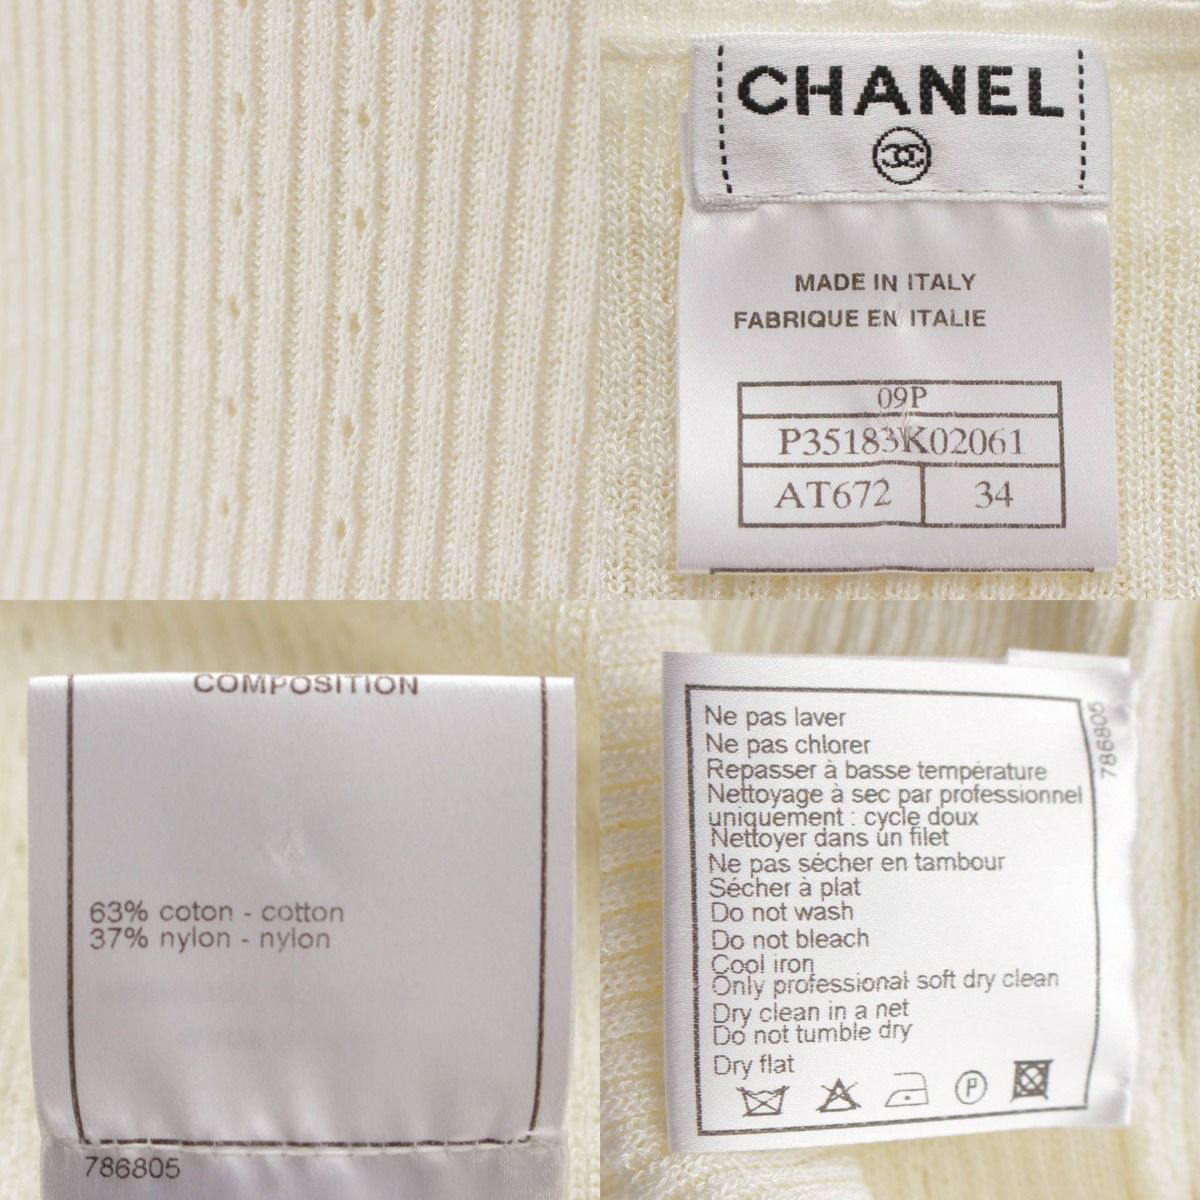 CHANEL
MADE IN ITALY
FABRIQUE EN ITALIE
09P
P35183K02061
AT672 34
COMPOSITION
63% coton - cotton
37% nylon - nylon
786805
Ne pas laver
Ne pas chlorer
Repasser à basse température
Nettoyage à sec par professionnel
uniquement : cycle doux
Nettoyer dans un filet
Ne pas sécher en tambour
Sécher à plat
Do not wash
Do not bleach
Cool iron
Only professional soft dry clean
Dry clean in a net
Do not tumble dry
Dry flat
P
786805